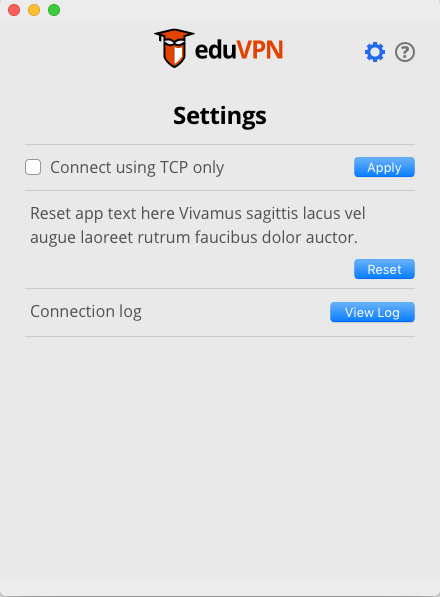 eduVPN
?
Settings
Connect using TCP only
Apply
Reset app text here Vivamus sagittis lacus vel
augue laoreet rutrum faucibus dolor auctor.
Reset
Connection log
View Log